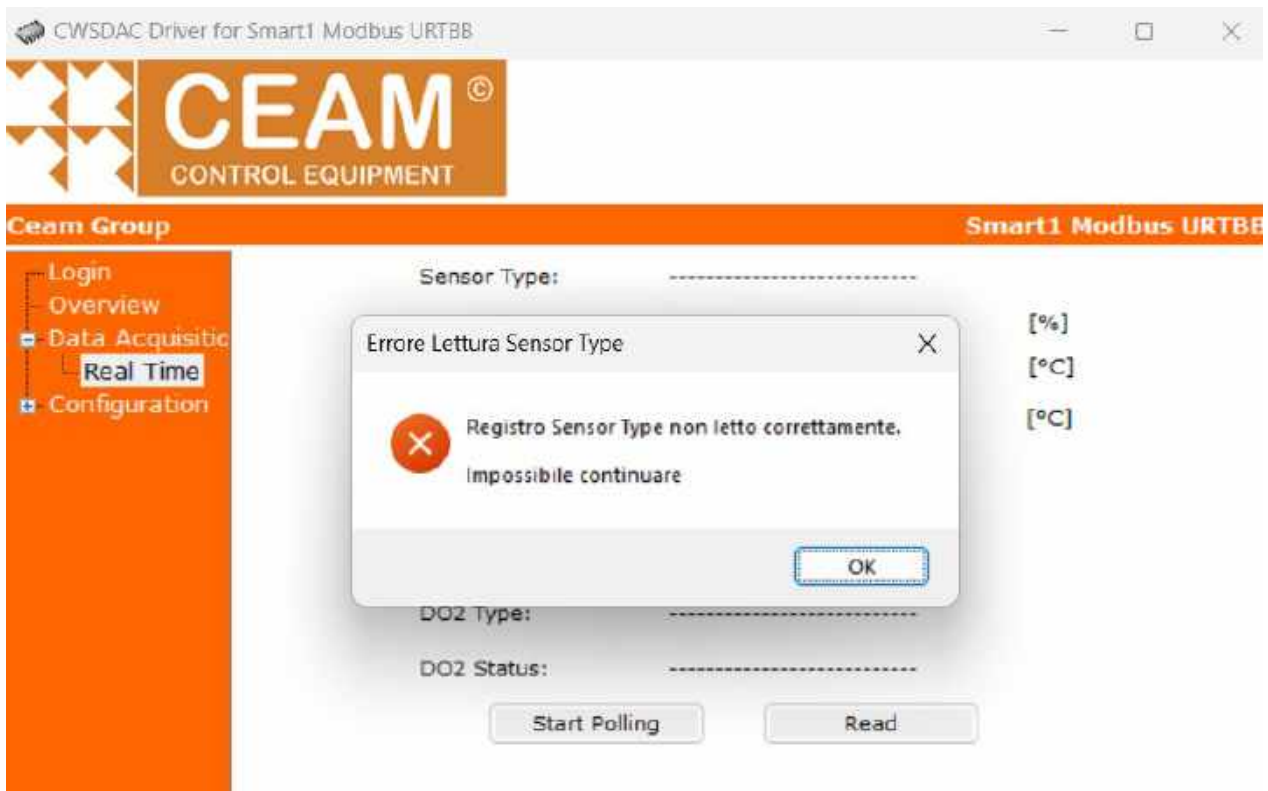 CWSDAC Driver for Smart1 Modbus URTBB
CEAM ©
CONTROL EQUIPMENT
Ceam Group
Smart1 Modbus URTBB
Login
Overview
Data Acquisitio
Real Time
Configuration
Sensor Type: ---------------------------
[%]
[°C]
[°C]
Errore Lettura Sensor Type
Registro Sensor Type non letto correttamente.
Impossibile continuare
OK
DO2 Type: ---------------------------
DO2 Status: ---------------------------
Start Polling
Read